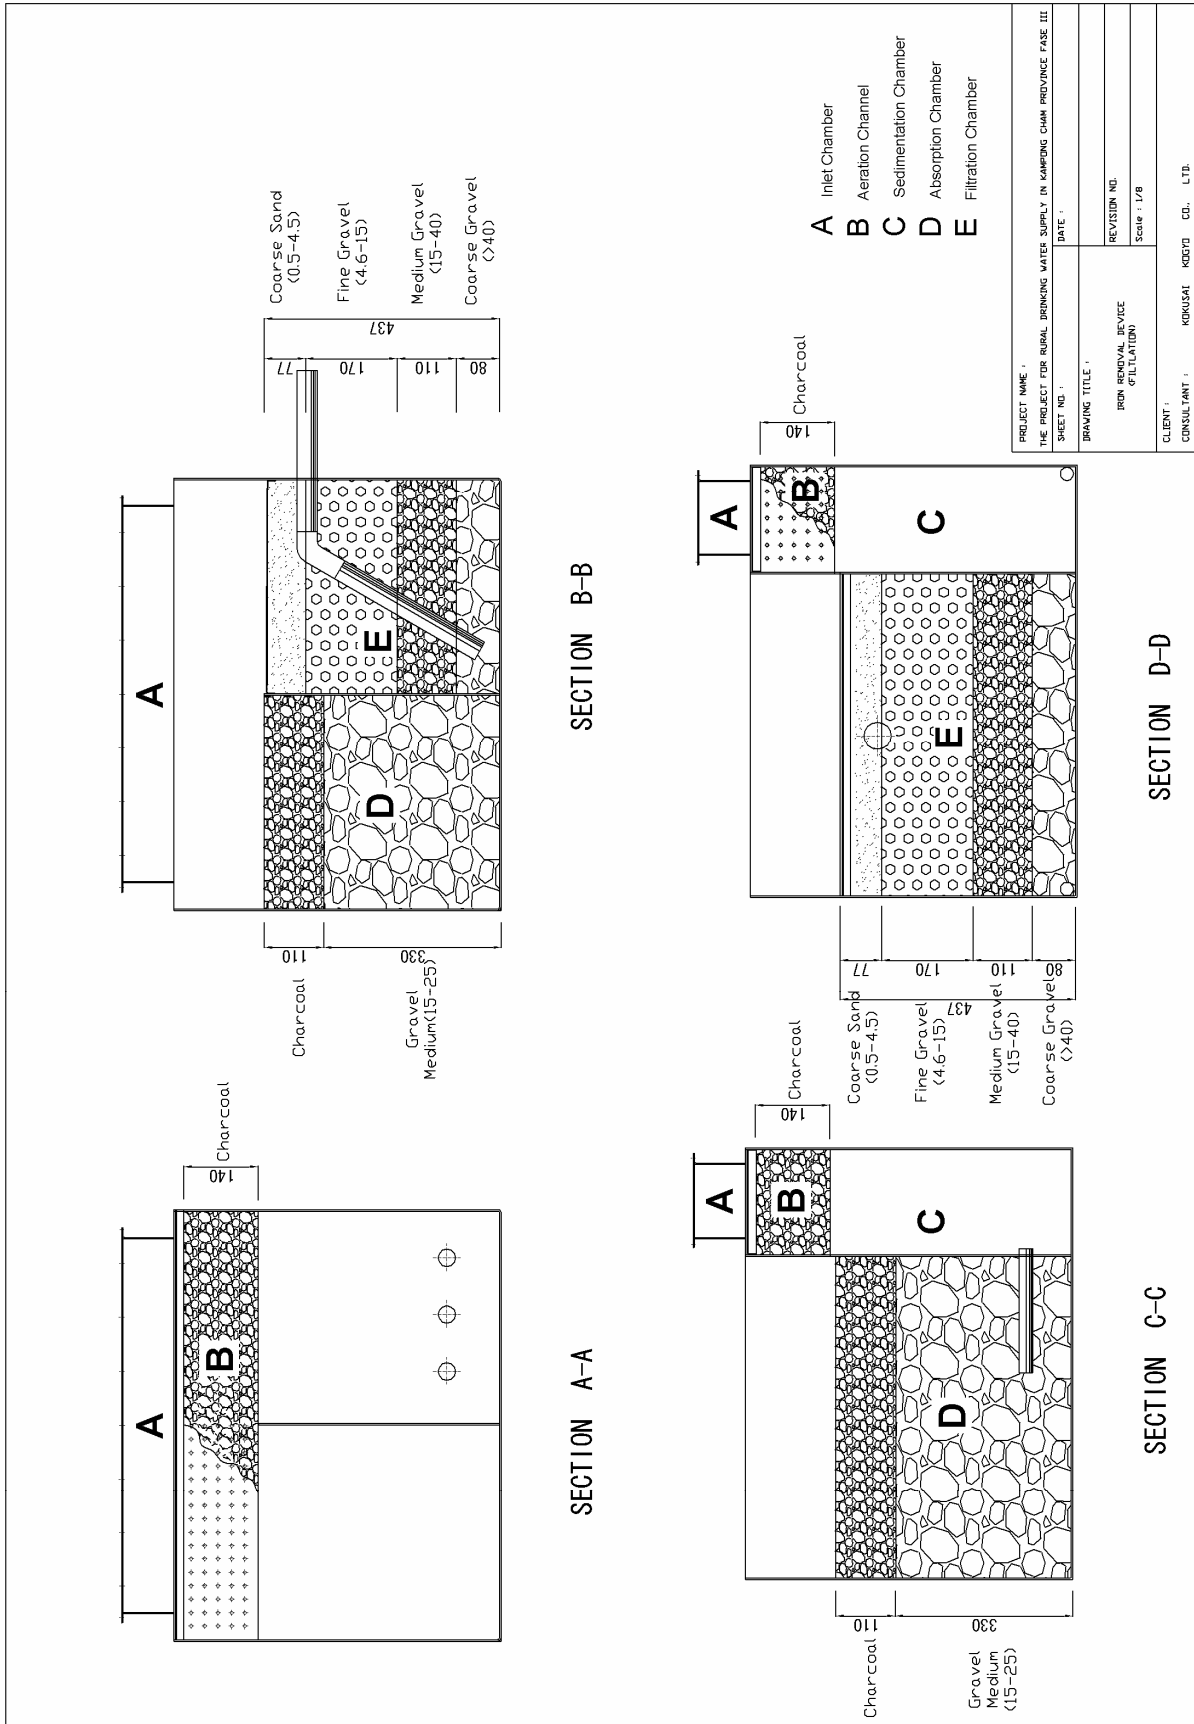 A
B
Charcoal
140
SECTION A-A
A
Charcoal
110
Gravel
Medium(15-25)
330
D
E
Coarse Sand
(0.5-4.5)
Fine Gravel
(4.6-15)
Medium Gravel
(15-40)
Coarse Gravel
(>40)
77
170
110
80
437
SECTION B-B
Charcoal
110
Gravel
Medium
(15-25)
330
A
B
C
D
Charcoal
140
SECTION C-C
Coarse Sand
(0.5-4.5)
Fine Gravel
(4.6-15)
Medium Gravel
(15-40)
Coarse Gravel
(>40)
77
170
110
80
437
A
B
C
E
Charcoal
140
SECTION D-D
A Inlet Chamber
B Aeration Channel
C Sedimentation Chamber
D Absorption Chamber
E Filtration Chamber
PROJECT NAME :
THE PROJECT FOR RURAL DRINKING WATER SUPPLY IN KAMPONG CHAM PROVINCE FASE III
SHEET NO. :
DATE :
DRAWING TITLE :
IRON REMOVAL DEVICE
(FILTLATION)
REVISION NO.
Scale : 1/8
CLIENT :
CONSULTANT : KOKUSAI KOGYO CO., LTD.